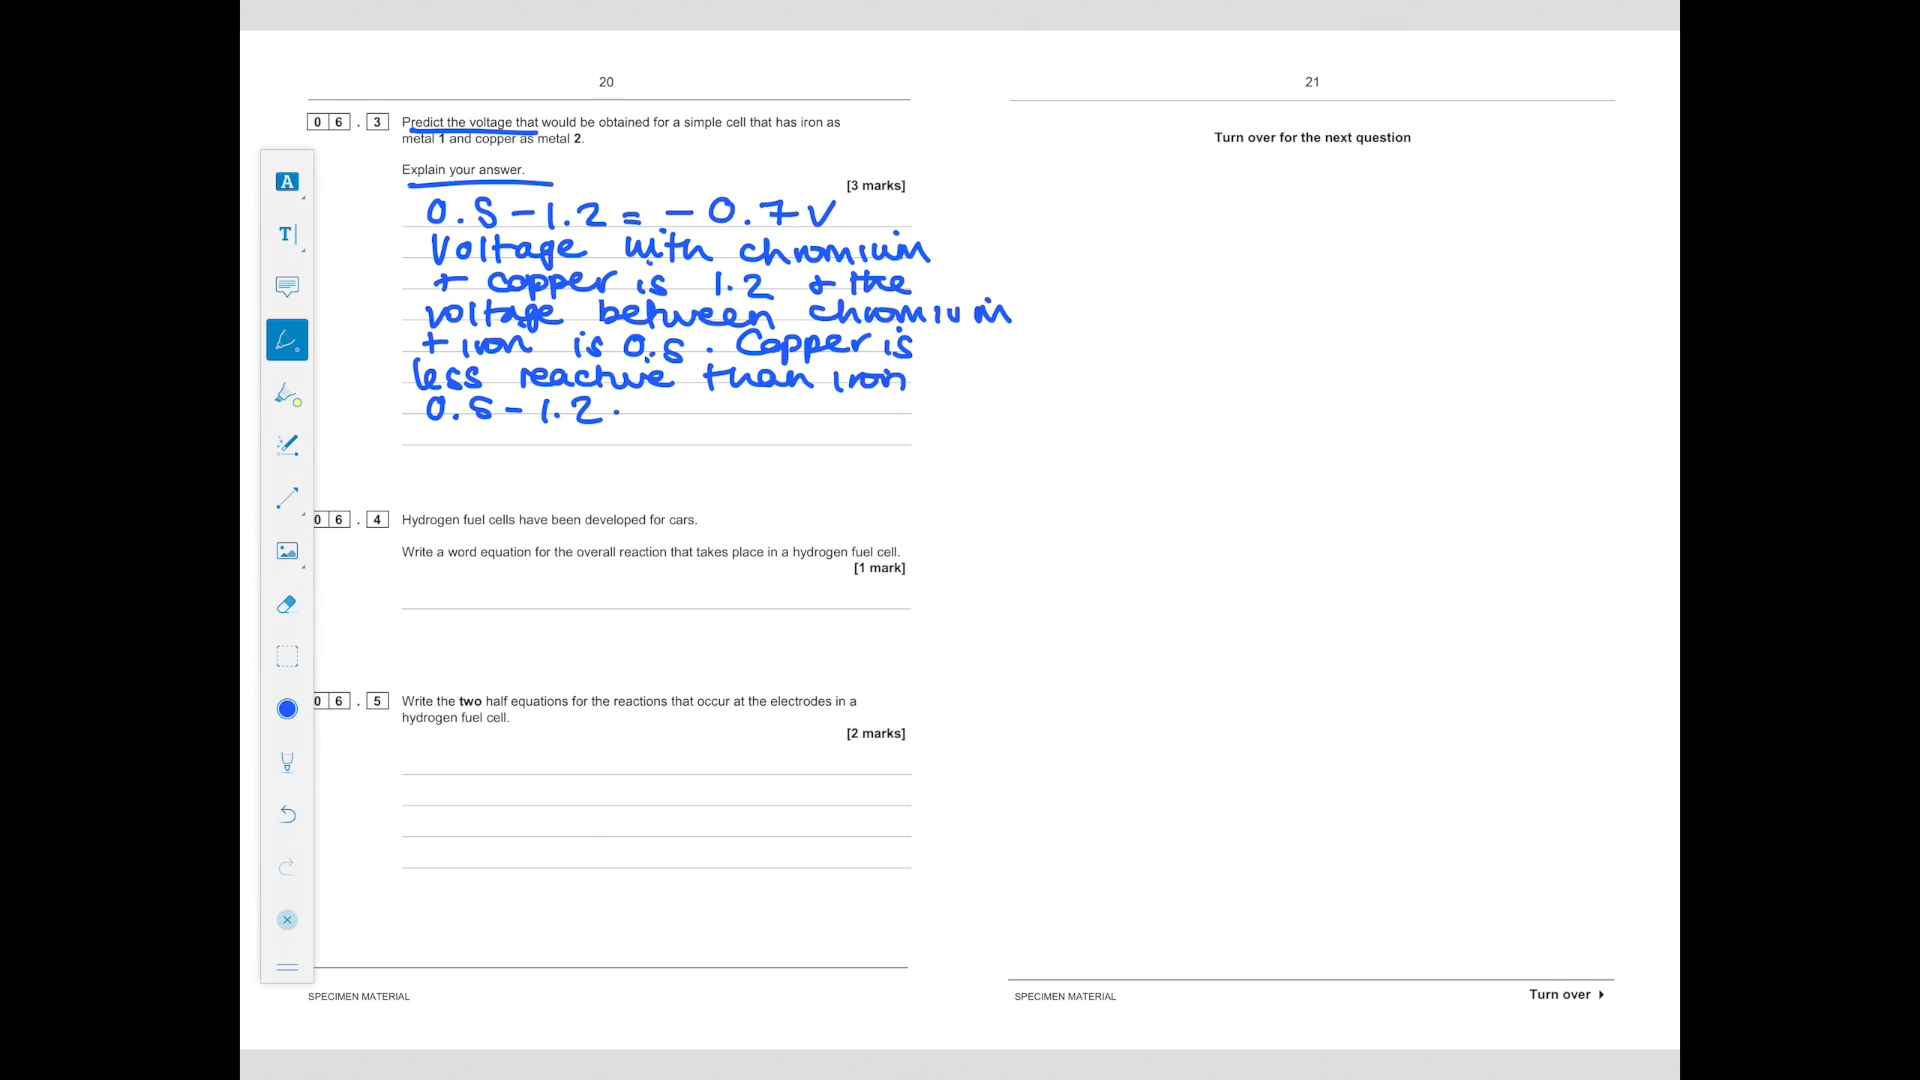 20
0 6 . 3 Predict the voltage that would be obtained for a simple cell that has iron as
metal 1 and copper as metal 2.
Explain your answer.
[3 marks]
0.5 - 1.2 = - 0.7 V
Voltage with chromium
+ copper is 1.2 & the
voltage between chromium
+ iron is 0.5. Copper is
less reactive than iron
0.5 - 1.2.
0 6 . 4 Hydrogen fuel cells have been developed for cars.
Write a word equation for the overall reaction that takes place in a hydrogen fuel cell.
[1 mark]
0 6 . 5 Write the two half equations for the reactions that occur at the electrodes in a
hydrogen fuel cell.
[2 marks]
SPECIMEN MATERIAL
21
Turn over for the next question
SPECIMEN MATERIAL
Turn over
A
T